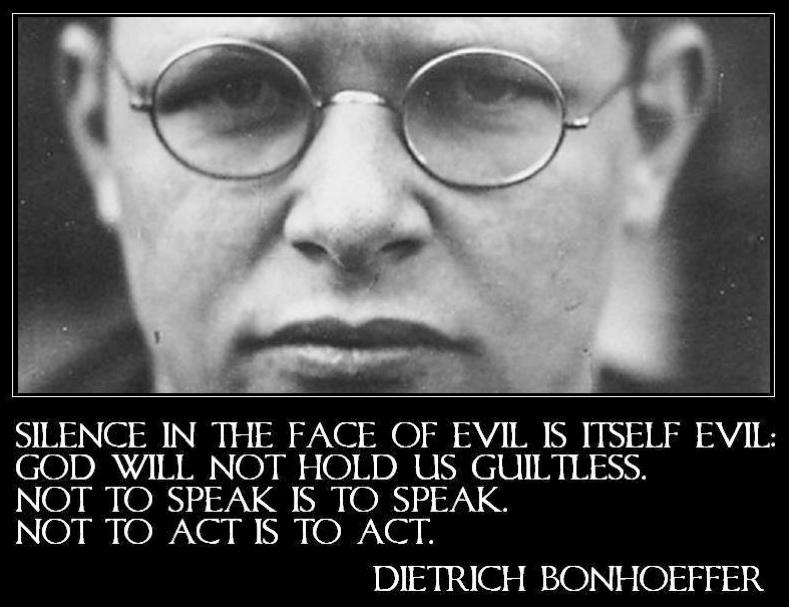 SILENCE IN THE FACE OF EVIL IS ITSELF EVIL:
GOD WILL NOT HOLD US GUILTLESS.
NOT TO SPEAK IS TO SPEAK.
NOT TO ACT IS TO ACT.
DIETRICH BONHOEFFER